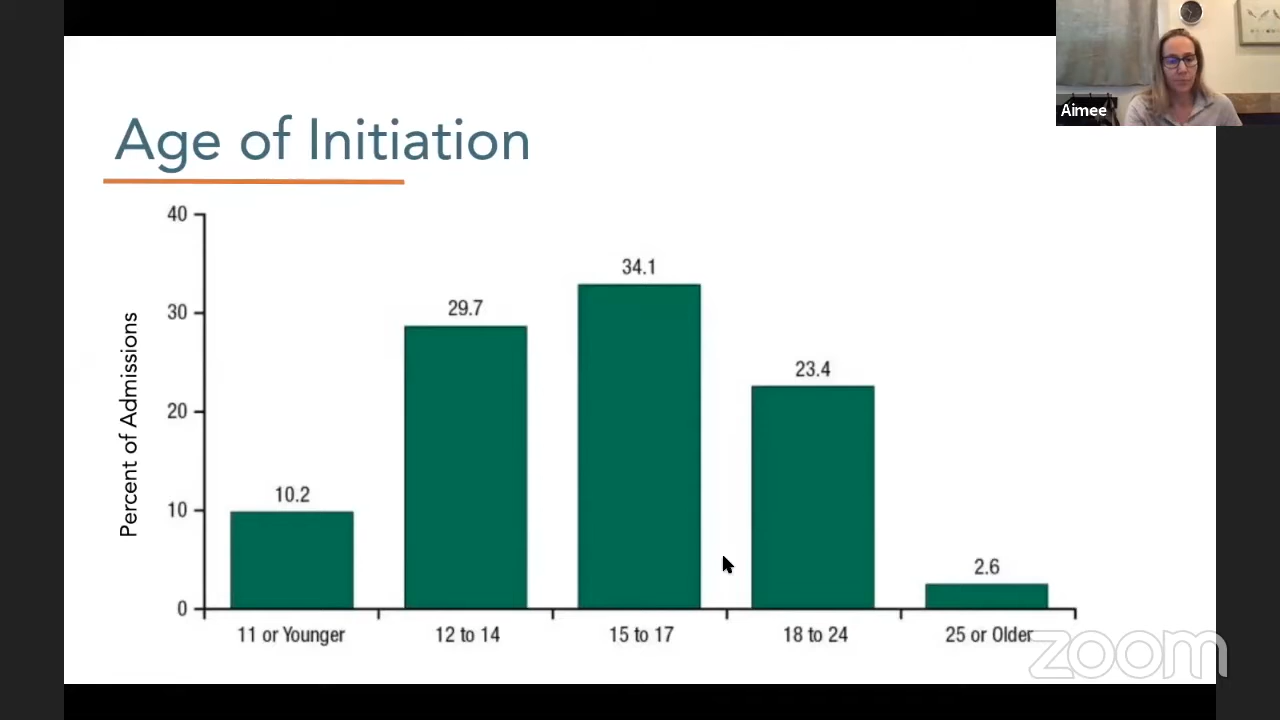 Aimee
Age of Initiation
40
34.1
30
29.7
23.4
20
Percent of Admissions
10.2
10
2.6
0
11 or Younger 12 to 14 15 to 17 18 to 24 25 or Older
zoom